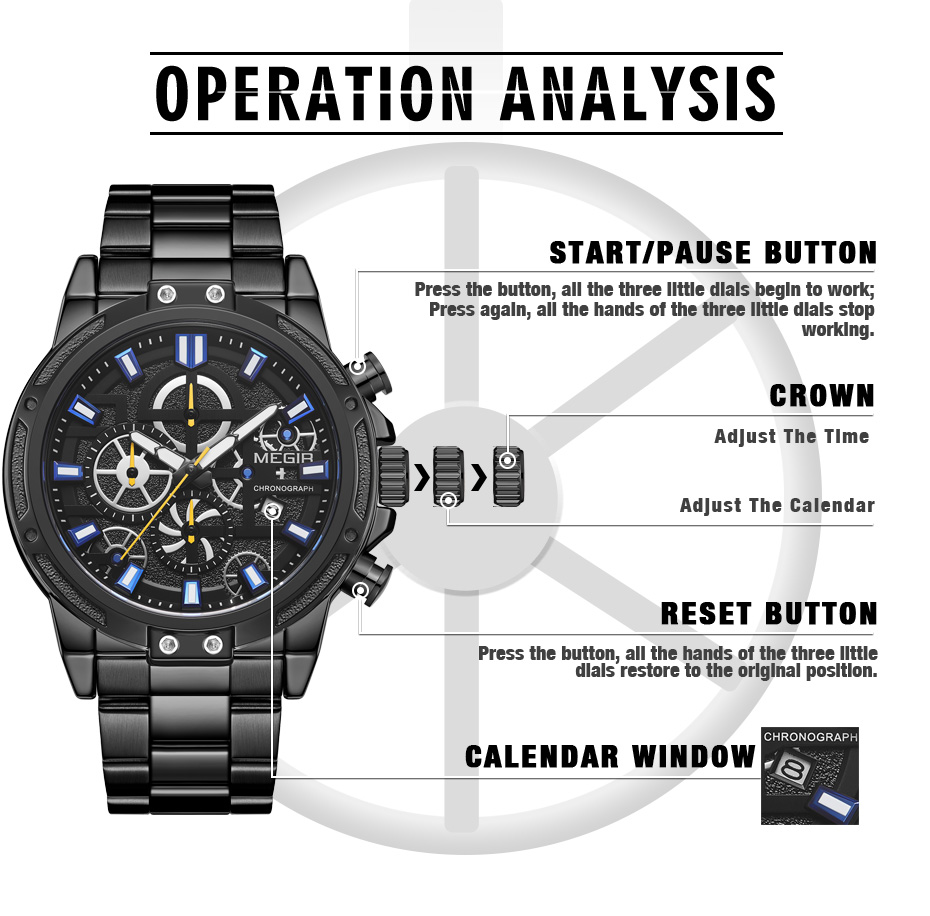 OPERATION ANALYSIS
START/PAUSE BUTTON
Press the button, all the three little dials begin to work;
Press again, all the hands of the three little dials stop
working.
CROWN
Adjust The Time
MEGIR
CHRONOGRAPH
Adjust The Calendar
RESET BUTTON
Press the button, all the hands of the three little
dials restore to the original position.
CALENDAR WINDOW
CHRONOGRAPH
8